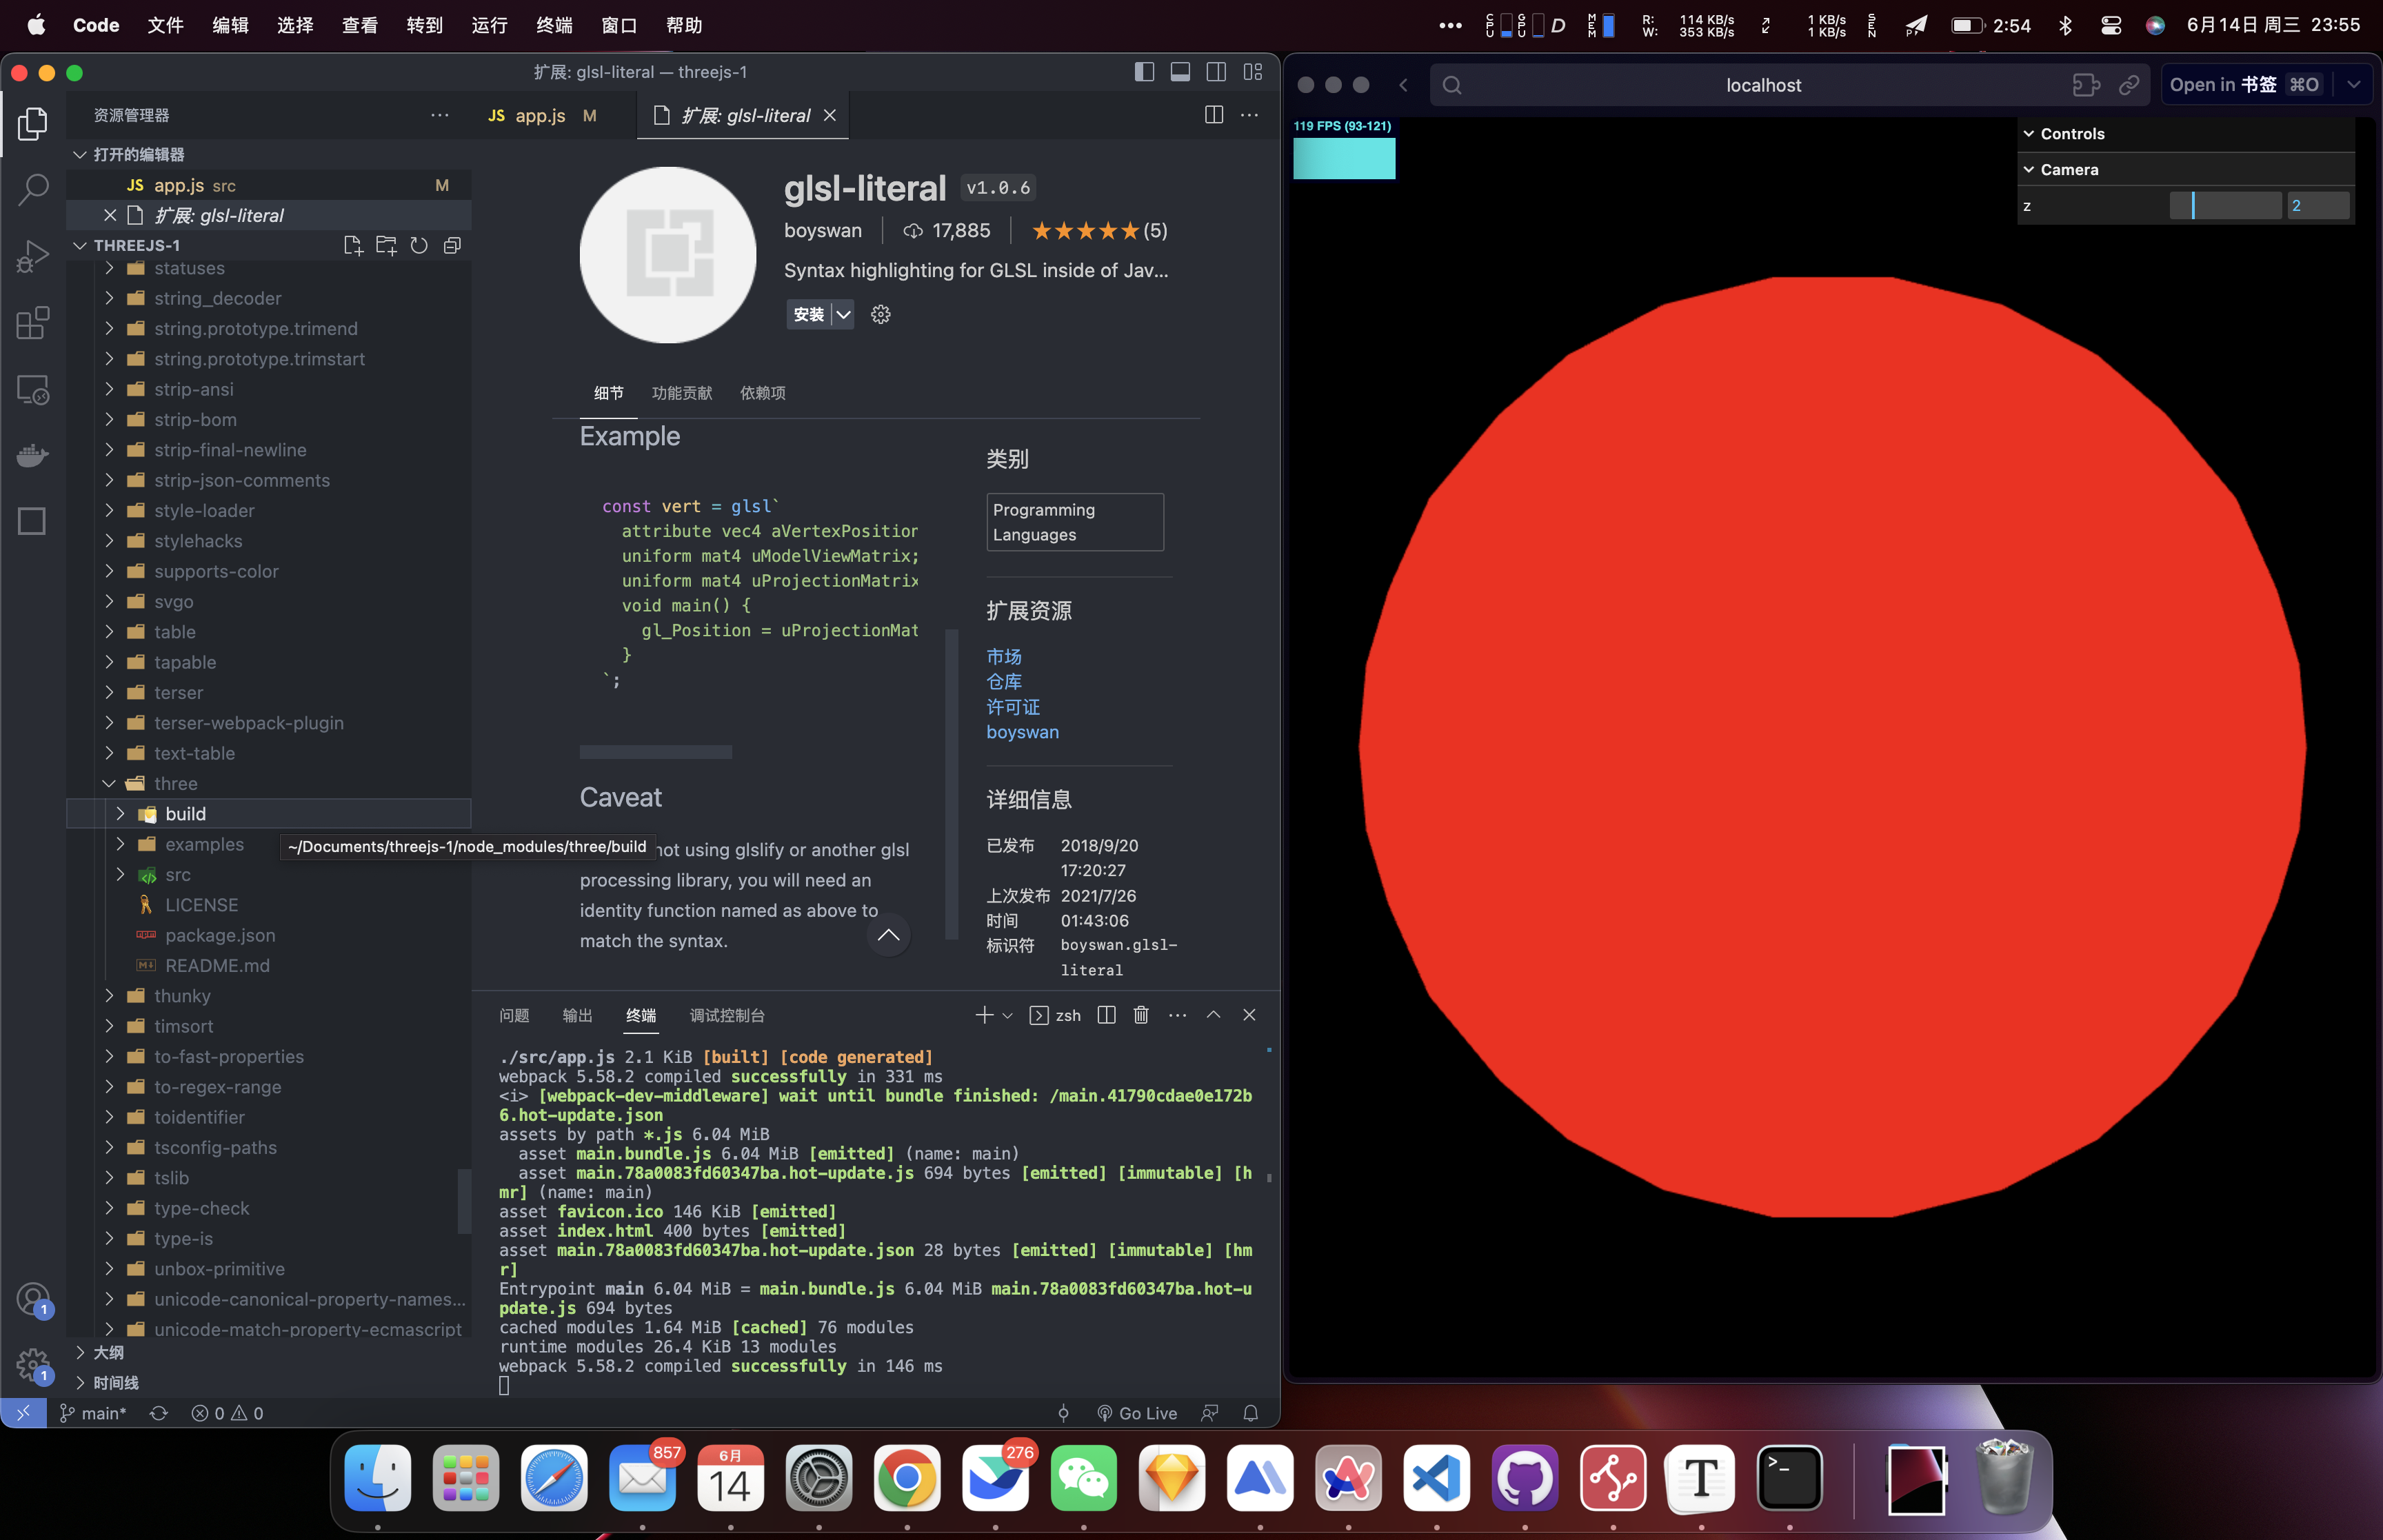 Code 文件 编辑 选择 查看 转到 运行 终端 窗口 帮助
CPU GPU D MEM R: 114 KB/s W: 353 KB/s 1 KB/s 1 KB/s SEN 2:54 6月14日 周三 23:55
扩展: glsl-literal — threejs-1
资源管理器
打开的编辑器
JS app.js src M
扩展: glsl-literal
THREEJS-1
statuses
string_decoder
string.prototype.trimend
string.prototype.trimstart
strip-ansi
strip-bom
strip-final-newline
strip-json-comments
style-loader
stylehacks
supports-color
svgo
table
tapable
terser
terser-webpack-plugin
text-table
three
build
examples
~/Documents/threejs-1/node_modules/three/build
src
LICENSE
package.json
README.md
thunky
timsort
to-fast-properties
to-regex-range
toidentifier
tsconfig-paths
tslib
type-check
type-is
unbox-primitive
unicode-canonical-property-names...
unicode-match-property-ecmascript
大纲
时间线
1
1
JS app.js M
扩展: glsl-literal
glsl-literal v1.0.6
boyswan 17,885 ★★★★★(5)
Syntax highlighting for GLSL inside of Jav...
安装
细节 功能贡献 依赖项
Example
const vert = glsl`
attribute vec4 aVertexPosition
uniform mat4 uModelViewMatrix;
uniform mat4 uProjectionMatrix
void main() {
gl_Position = uProjectionMat
}
`;
Caveat
not using glslify or another glsl
processing library, you will need an
identity function named as above to
match the syntax.
类别
Programming
Languages
扩展资源
市场
仓库
许可证
boyswan
详细信息
已发布 2018/9/20
17:20:27
上次发布 2021/7/26
时间 01:43:06
标识符 boyswan.glsl-
literal
问题 输出 终端 调试控制台 zsh
./src/app.js 2.1 KiB [built] [code generated]
webpack 5.58.2 compiled successfully in 331 ms
<i> [webpack-dev-middleware] wait until bundle finished: /main.41790cdae0e172b
6.hot-update.json
assets by path *.js 6.04 MiB
asset main.bundle.js 6.04 MiB [emitted] (name: main)
asset main.78a0083fd60347ba.hot-update.js 694 bytes [emitted] [immutable] [h
mr] (name: main)
asset favicon.ico 146 KiB [emitted]
asset index.html 400 bytes [emitted]
asset main.78a0083fd60347ba.hot-update.json 28 bytes [emitted] [immutable] [hm
r]
Entrypoint main 6.04 MiB = main.bundle.js 6.04 MiB main.78a0083fd60347ba.hot-u
pdate.js 694 bytes
cached modules 1.64 MiB [cached] 76 modules
runtime modules 26.4 KiB 13 modules
webpack 5.58.2 compiled successfully in 146 ms
main* 0 0 Go Live
localhost
Open in 书签 ⌘O
119 FPS (93-121)
Controls
Camera
z 2
857
6月
14
276
T
>_